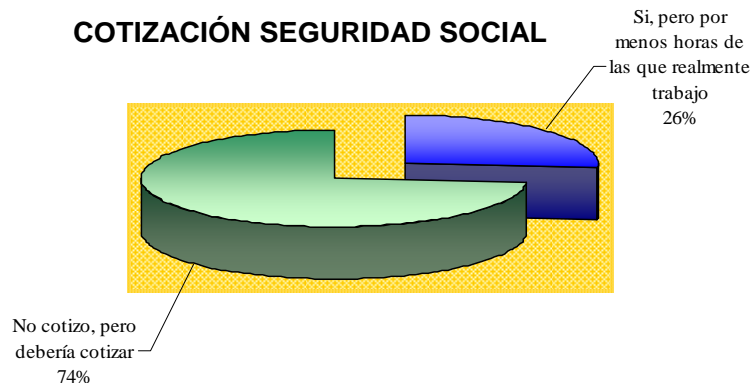 COTIZACIÓN SEGURIDAD SOCIAL
Si, pero por
menos horas de
las que realmente
trabajo
26%
No cotizo, pero
debería cotizar
74%